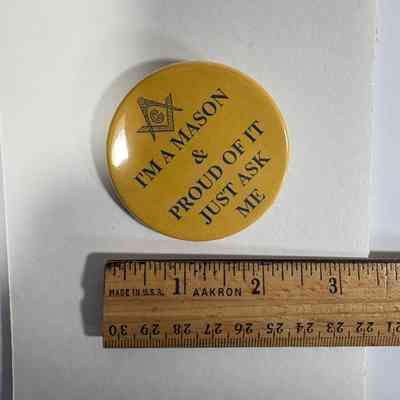 G
I'M A MASON
&
PROUD OF IT
JUST ASK
ME
1 2 3
MADE IN U.S.A. AAKRON
30 29 28 27 26 25 24 23 22 21